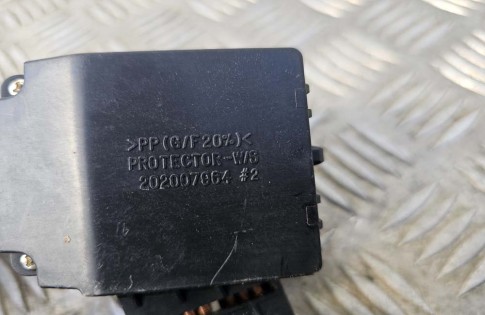 >PP(G/F20%)<
PROTECTOR-W/S
202007964 #2